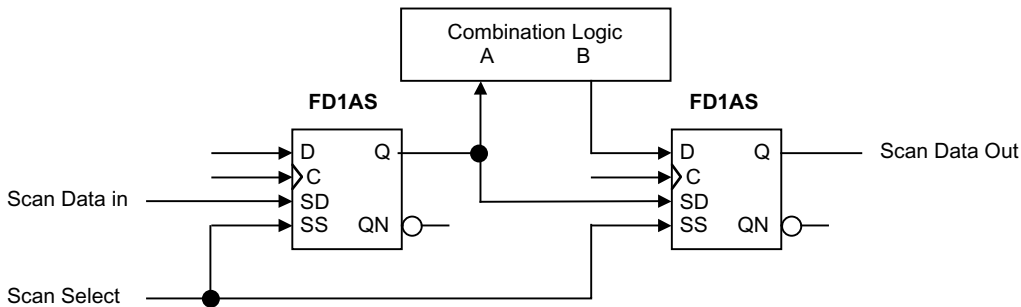 Combination Logic
A B
FD1AS FD1AS
D Q D Q Scan Data Out
C C
Scan Data in SD SD
SS QN SS QN
Scan Select